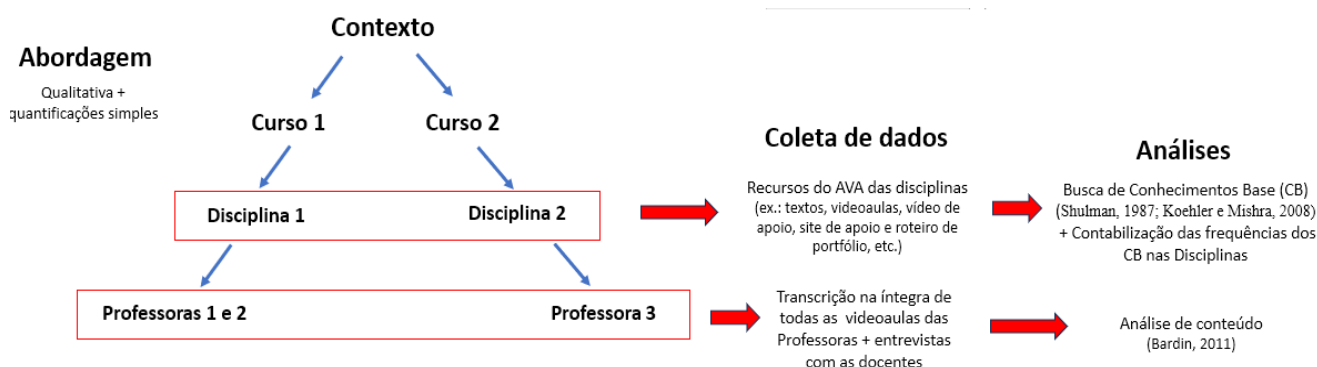 Contexto
Abordagem
Qualitativa +
quantificações simples
Curso 1
Curso 2
Disciplina 1
Disciplina 2
Professoras 1 e 2
Professora 3
Coleta de dados
Recursos do AVA das disciplinas
(ex.: textos, videoaulas, vídeo de
apoio, site de apoio e roteiro de
portfólio, etc.)
Transcrição na íntegra de
todas as videoaulas das
Professoras + entrevistas
com as docentes
Análises
Busca de Conhecimentos Base (CB)
(Shulman, 1987; Koehler e Mishra, 2008)
+ Contabilização das frequências dos
CB nas Disciplinas
Análise de conteúdo
(Bardin, 2011)